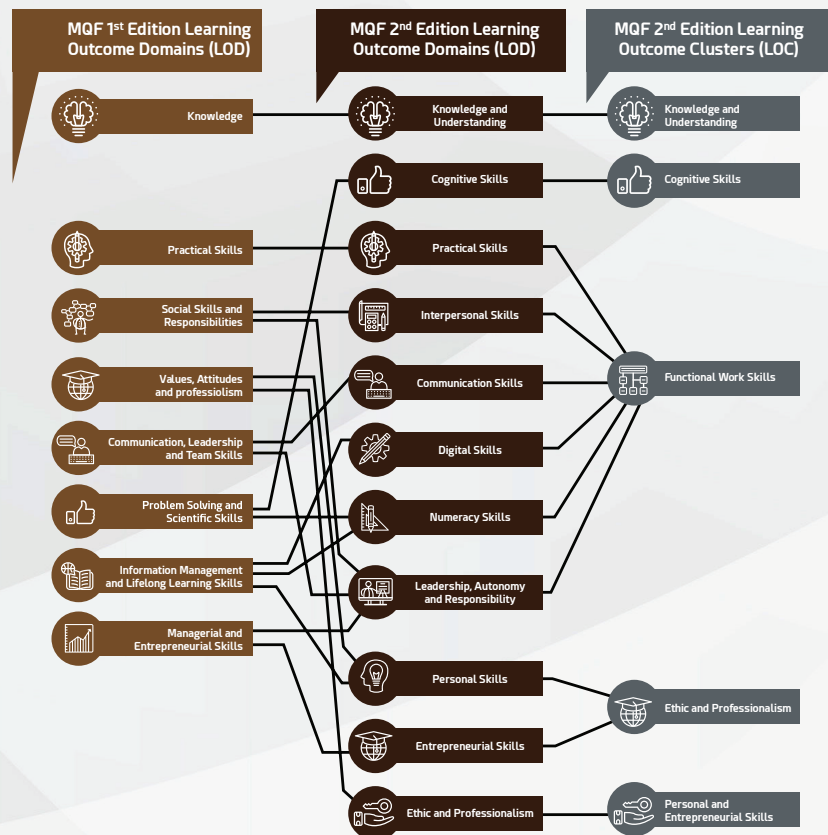 MQF 1st Edition Learning
Outcome Domains (LOD)
Knowledge
Practical Skills
Social Skills and
Responsibilities
Values, Attitudes
and professiolism
Communication, Leadership
and Team Skills
Problem Solving and
Scientific Skills
Information Management
and Lifelong Learning Skills
Managerial and
Entrepreneurial Skills
MQF 2nd Edition Learning
Outcome Domains (LOD)
Knowledge and
Understanding
Cognitive Skills
Practical Skills
Interpersonal Skills
Communication Skills
Digital Skills
Numeracy Skills
Leadership, Autonomy
and Responsibility
Personal Skills
Entrepreneurial Skills
Ethic and Professionalism
MQF 2nd Edition Learning
Outcome Clusters (LOC)
Knowledge and
Understanding
Cognitive Skills
Functional Work Skills
Ethic and Professionalism
Personal and
Entrepreneurial Skills